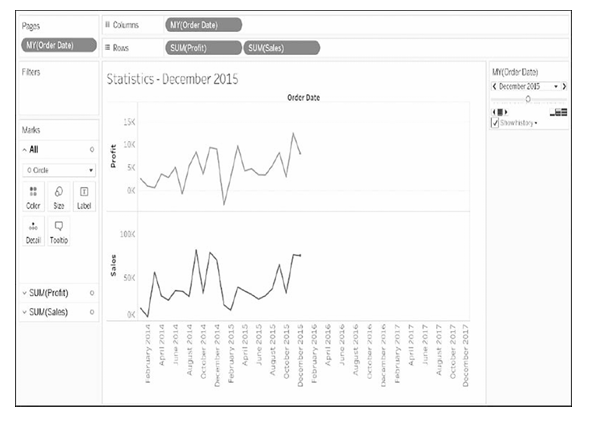 Pages
MY(Order Date)
Filters
Marks
All
Circle
Color Size Label
Detail Tooltip
SUM(Profit)
SUM(Sales)
Columns MY(Order Date)
Rows SUM(Profit) SUM(Sales)
Statistics - December 2015
Order Date
Profit
15K
10K
5K
0K
Sales
100K
50K
0K
February 2014
April 2014
June 2014
August 2014
October 2014
December 2014
February 2015
April 2015
June 2015
August 2015
October 2015
December 2015
February 2016
April 2016
June 2016
August 2016
October 2016
December 2016
February 2017
April 2017
June 2017
August 2017
October 2017
December 2017
MY(Order Date)
December 2015
Show history